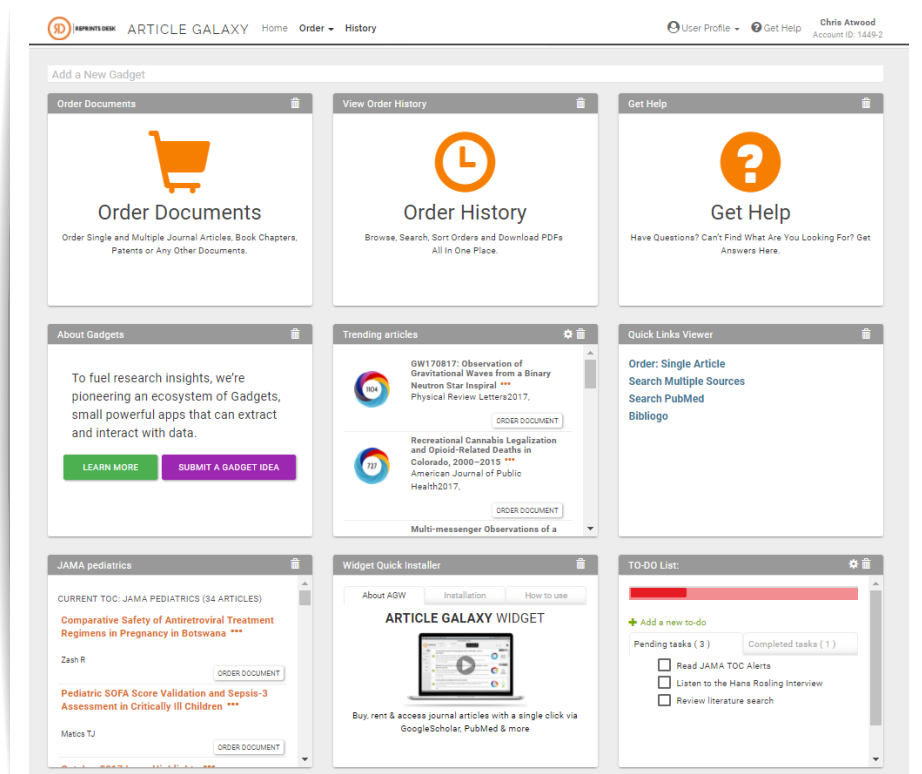 RD REPRINTS DESK ARTICLE GALAXY Home Order History User Profile Get Help Chris Atwood
Account ID: 1449-2
Add a New Gadget
Order Documents
Order Documents
Order Single and Multiple Journal Articles, Book Chapters,
Patents or Any Other Documents.
View Order History
Order History
Browse, Search, Sort Orders and Download PDFs
All In One Place.
Get Help
Get Help
Have Questions? Can't Find What Are You Looking For? Get
Answers Here.
About Gadgets
To fuel research insights, we're
pioneering an ecosystem of Gadgets,
small powerful apps that can extract
and interact with data.
LEARN MORE SUBMIT A GADGET IDEA
Trending articles
1104
GW170817: Observation of
Gravitational Waves from a Binary
Neutron Star Inspiral ***
Physical Review Letters2017,
ORDER DOCUMENT
727
Recreational Cannabis Legalization
and Opioid-Related Deaths in
Colorado, 2000–2015 ***
American Journal of Public
Health2017,
ORDER DOCUMENT
Multi-messenger Observations of a
Quick Links Viewer
Order: Single Article
Search Multiple Sources
Search PubMed
Bibliogo
JAMA pediatrics
CURRENT TOC: JAMA PEDIATRICS (34 ARTICLES)
Comparative Safety of Antiretroviral Treatment
Regimens in Pregnancy in Botswana ***
Zash R
ORDER DOCUMENT
Pediatric SOFA Score Validation and Sepsis-3
Assessment in Critically Ill Children ***
Matics TJ
ORDER DOCUMENT
Widget Quick Installer
About AGW Installation How to use
ARTICLE GALAXY WIDGET
Buy, rent & access journal articles with a single click via
GoogleScholar, PubMed & more
TO-DO List:
Add a new to-do
Pending tasks ( 3 ) Completed tasks ( 1 )
Read JAMA TOC Alerts
Listen to the Hans Rosling Interview
Review literature search